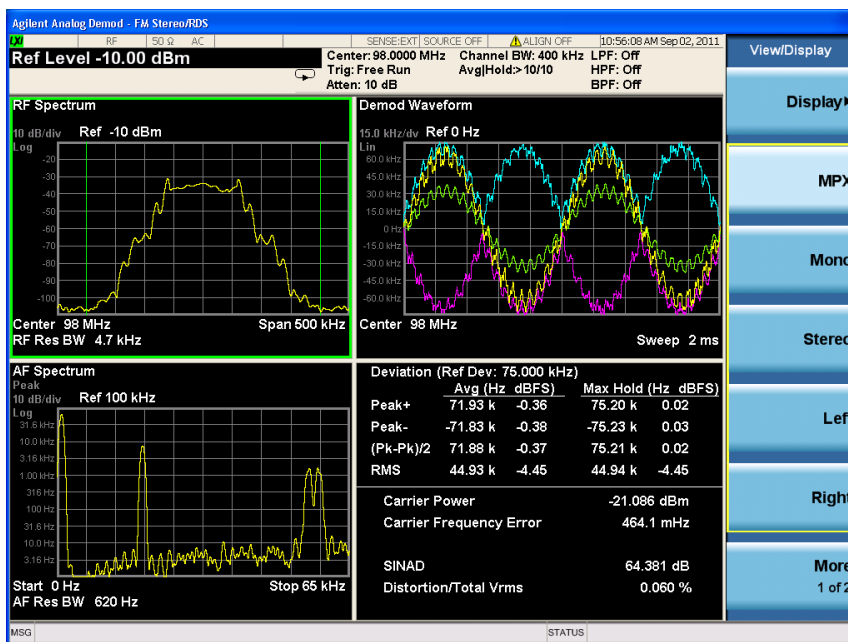 Agilent Analog Demod - FM Stereo/RDS
LXI RF 50 Ω AC SENSE:EXT SOURCE OFF ALIGN OFF 10:56:08 AM Sep 02, 2011
Ref Level -10.00 dBm
Center: 98.0000 MHz Channel BW: 400 kHz LPF: Off
Trig: Free Run Avg|Hold:>10/10 HPF: Off
Atten: 10 dB BPF: Off
View/Display
Display
MPX
Mono
Stereo
Left
Right
More
1 of 2
RF Spectrum
10 dB/div Ref -10 dBm
Log
-20
-30
-40
-50
-60
-70
-80
-90
-100
Center 98 MHz Span 500 kHz
RF Res BW 4.7 kHz
Demod Waveform
15.0 kHz/dv Ref 0 Hz
Lin
60.0 kHz
45.0 kHz
30.0 kHz
15.0 kHz
0 Hz
-15.0 kHz
-30.0 kHz
-45.0 kHz
-60.0 kHz
Center 98 MHz
Sweep 2 ms
AF Spectrum
Peak
10 dB/div Ref 100 kHz
Log
31.6 kHz
10.0 kHz
3.16 kHz
1.00 kHz
316 Hz
100 Hz
31.6 Hz
10.0 Hz
3.16 Hz
Start 0 Hz Stop 65 kHz
AF Res BW 620 Hz
Deviation (Ref Dev: 75.000 kHz)
Avg (Hz dBFS) Max Hold (Hz dBFS)
Peak+ 71.93 k -0.36 75.20 k 0.02
Peak- -71.83 k -0.38 -75.23 k 0.03
(Pk-Pk)/2 71.88 k -0.37 75.21 k 0.02
RMS 44.93 k -4.45 44.94 k -4.45
Carrier Power -21.086 dBm
Carrier Frequency Error 464.1 mHz
SINAD 64.381 dB
Distortion/Total Vrms 0.060 %
MSG STATUS